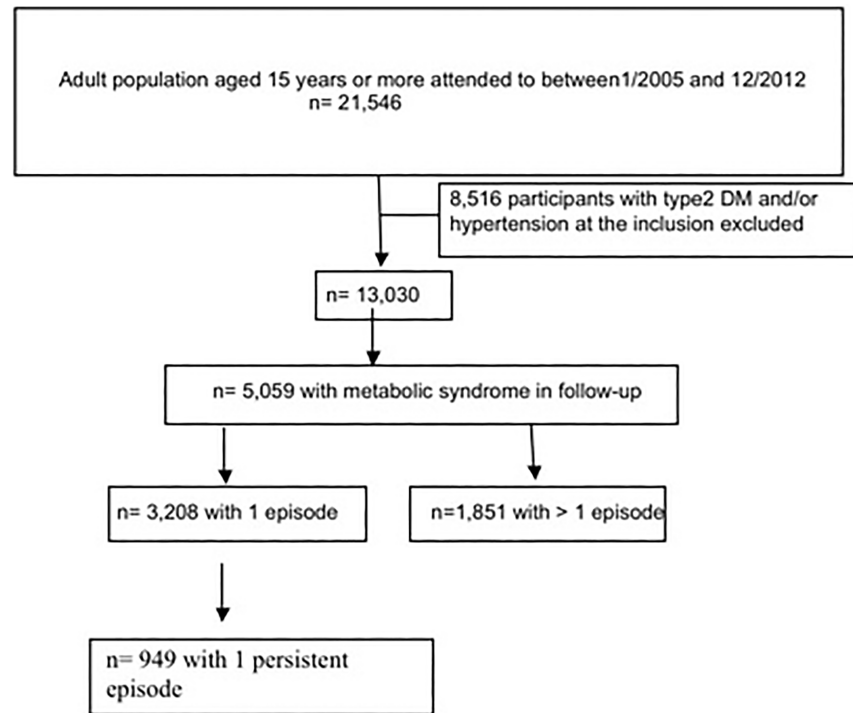 Adult population aged 15 years or more attended to between1/2005 and 12/2012
n= 21,546
8,516 participants with type2 DM and/or
hypertension at the inclusion excluded
n= 13,030
n= 5,059 with metabolic syndrome in follow-up
n= 3,208 with 1 episode
n=1,851 with > 1 episode
n= 949 with 1 persistent
episode